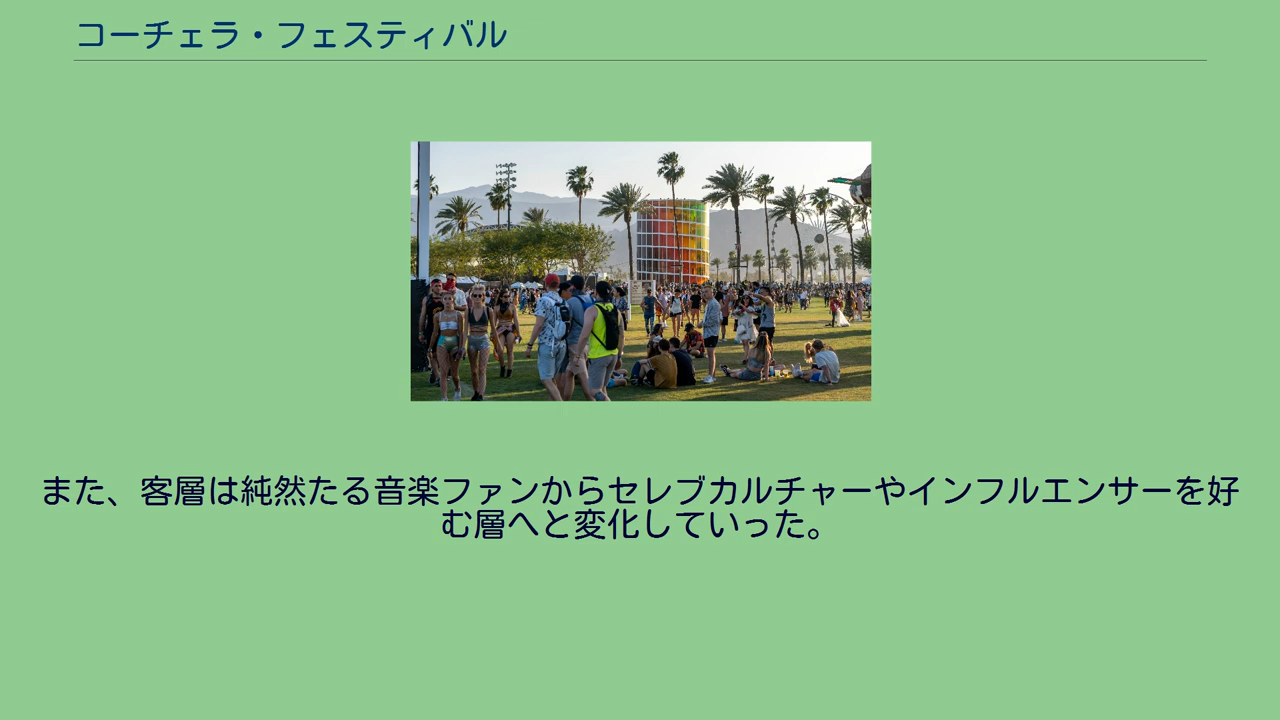 コーチェラ・フェスティバル
また、客層は純然たる音楽ファンからセレブカルチャーやインフルエンサーを好
む層へと変化していった。